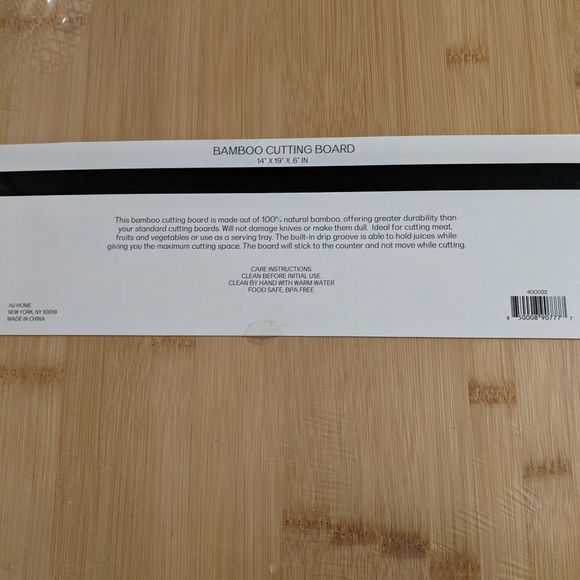 BAMBOO CUTTING BOARD
14" X 19" X .6" IN
This bamboo cutting board is made out of 100% natural bamboo, offering greater durability than
your standard cutting boards. Will not damage knives or make them dull. Ideal for cutting meat,
fruits and vegetables or use as a serving tray. The built-in drip groove is able to hold juices while
giving you the maximum cutting space. The board will stick to the counter and not move while cutting.
CARE INSTRUCTIONS:
CLEAN BEFORE INITIAL USE.
CLEAN BY HAND WITH WARM WATER
FOOD SAFE, BPA FREE
HJ HOME
NEW YORK, NY 10018
MADE IN CHINA
400022
8 50008 90777 7